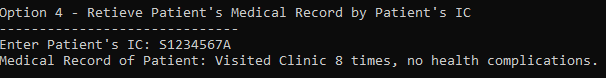 Option 4 - Retieve Patient's Medical Record by Patient's IC
------------------------------
Enter Patient's IC: S1234567A
Medical Record of Patient: Visited Clinic 8 times, no health complications.